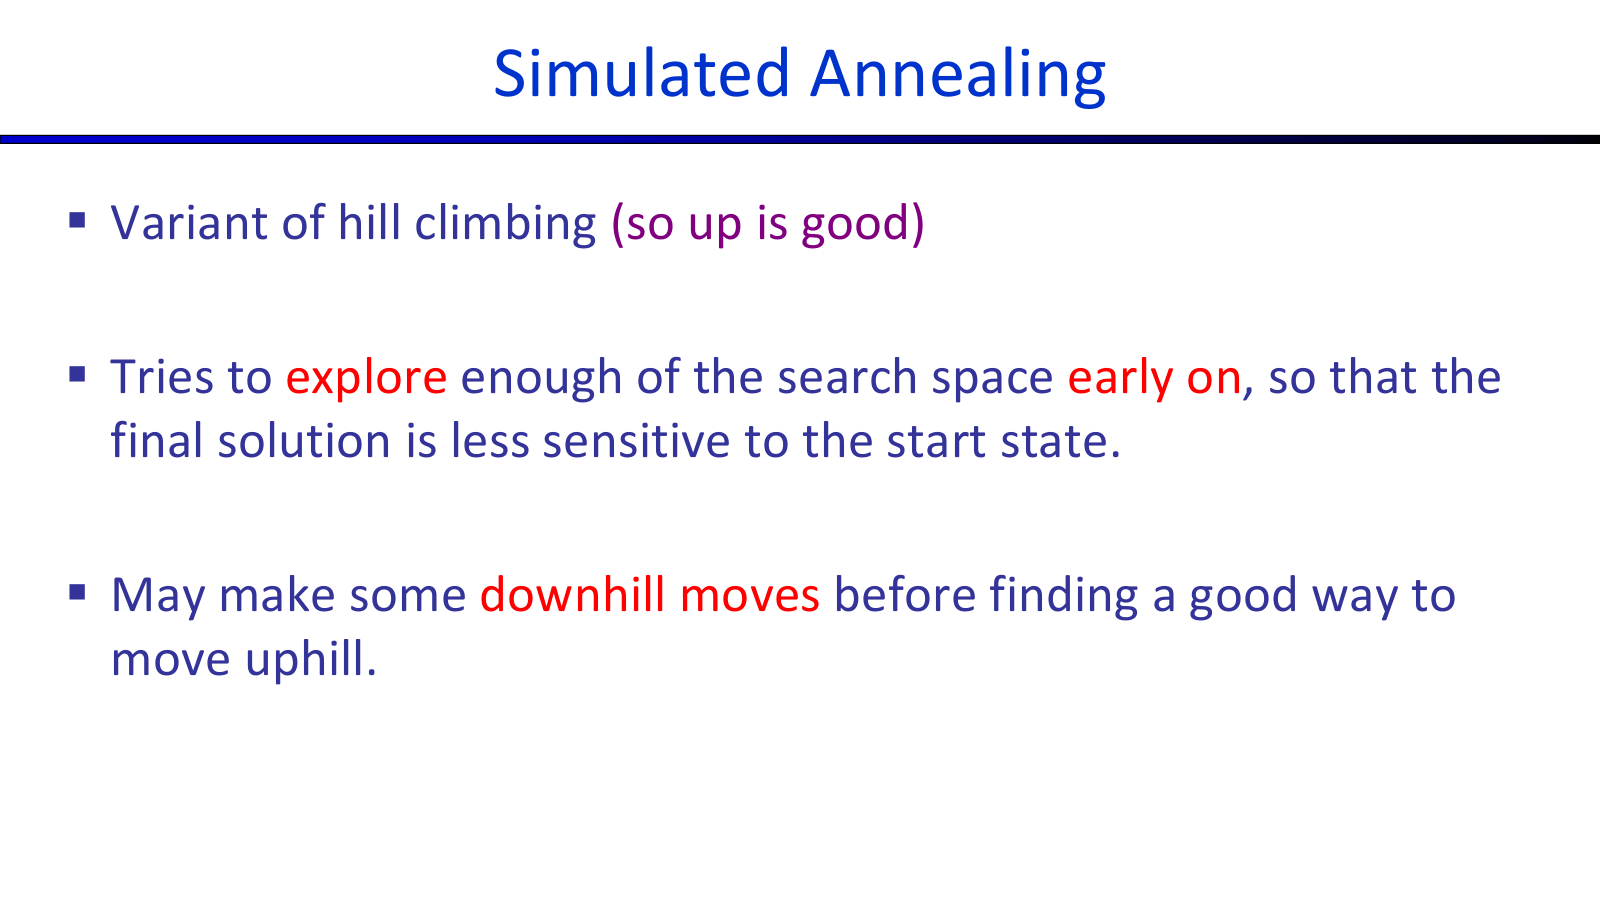 Simulated Annealing
▪ Variant of hill climbing (so up is good)
▪ Tries to explore enough of the search space early on, so that the
final solution is less sensitive to the start state.
▪ May make some downhill moves before finding a good way to
move uphill.